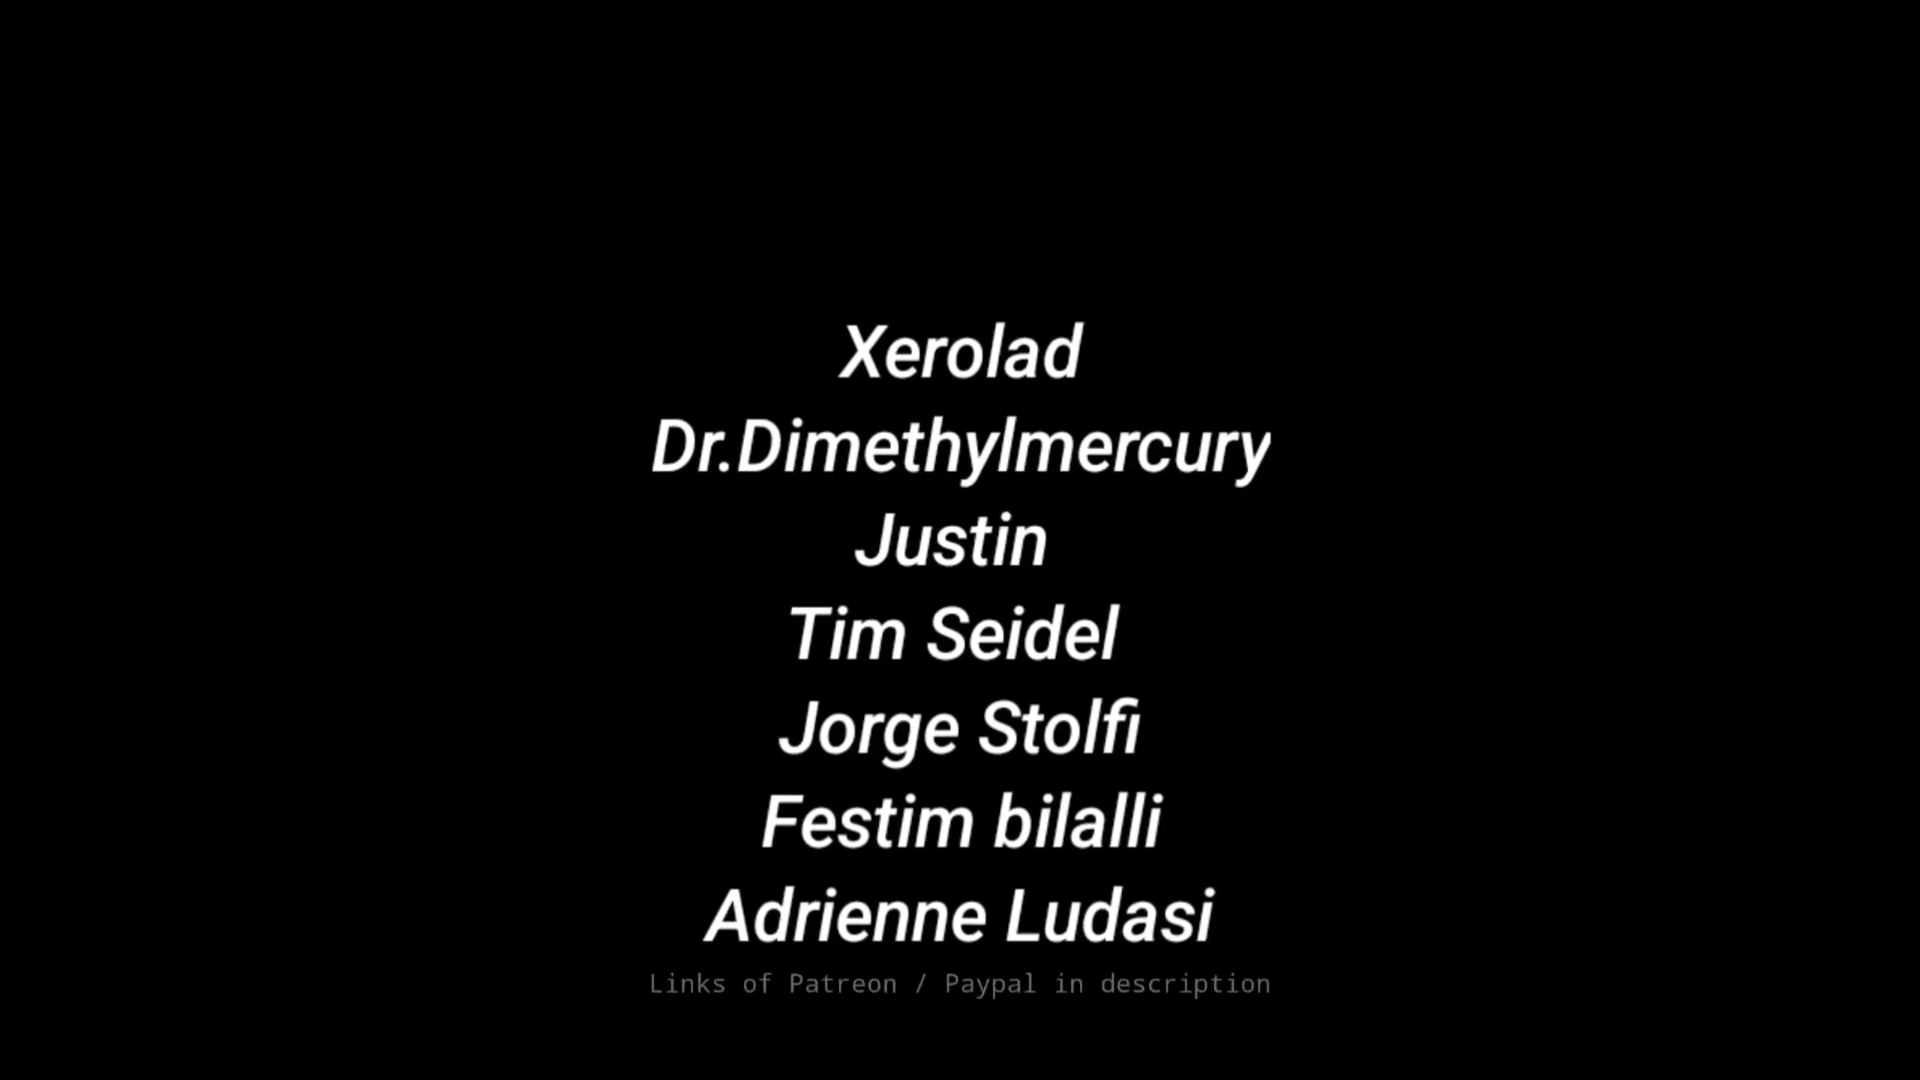 Xerolad
Dr.Dimethylmercury
Justin
Tim Seidel
Jorge Stolfi
Festim bilalli
Adrienne Ludasi
Links of Patreon / Paypal in description